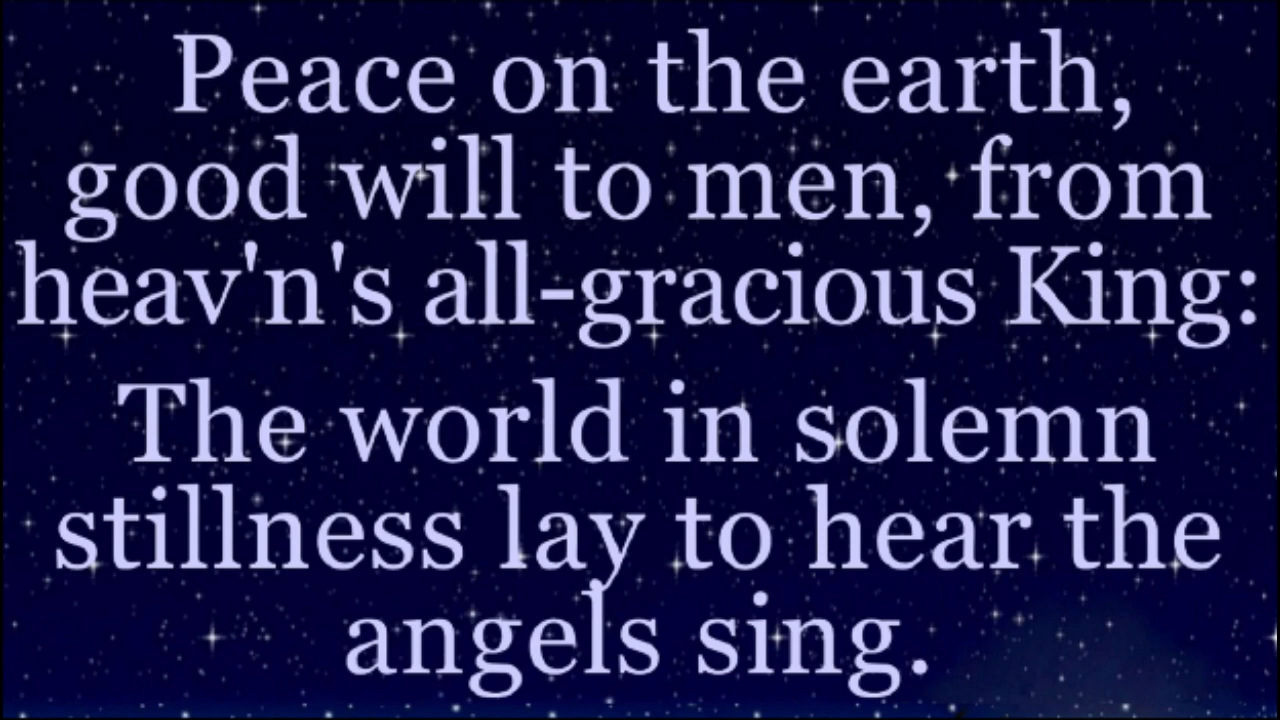 Peace on the earth,
good will to men, from
heav'n's all-gracious King:
The world in solemn
stillness lay to hear the
angels sing.